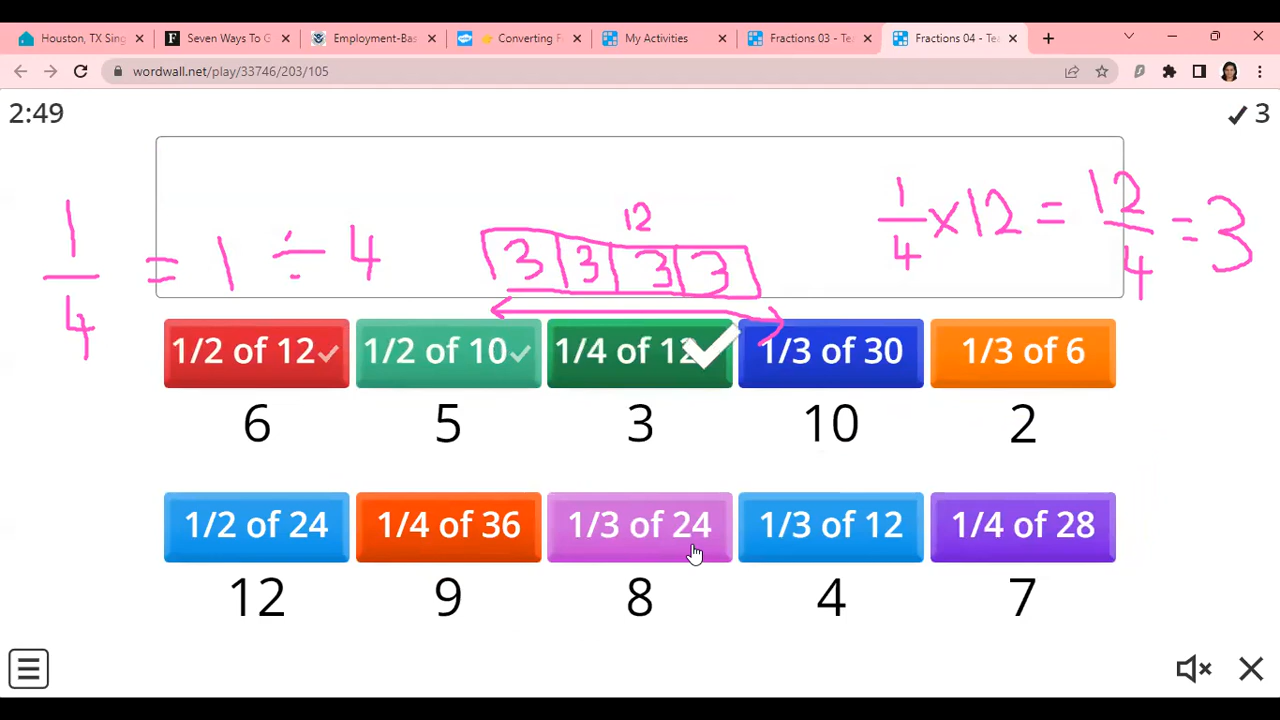 Houston, TX Sing
Seven Ways To G
Employment-Bas
Converting F
My Activities
Fractions 03 - Tea
Fractions 04 - Tea
wordwall.net/play/33746/203/105
2:49
✓ 3
1/4 = 1 ÷ 4
12
3 3 3 3
1/4 × 12 = 12/4 = 3
1/2 of 12 1/2 of 10 1/4 of 12 1/3 of 30 1/3 of 6
6 5 3 10 2
1/2 of 24 1/4 of 36 1/3 of 24 1/3 of 12 1/4 of 28
12 9 8 4 7